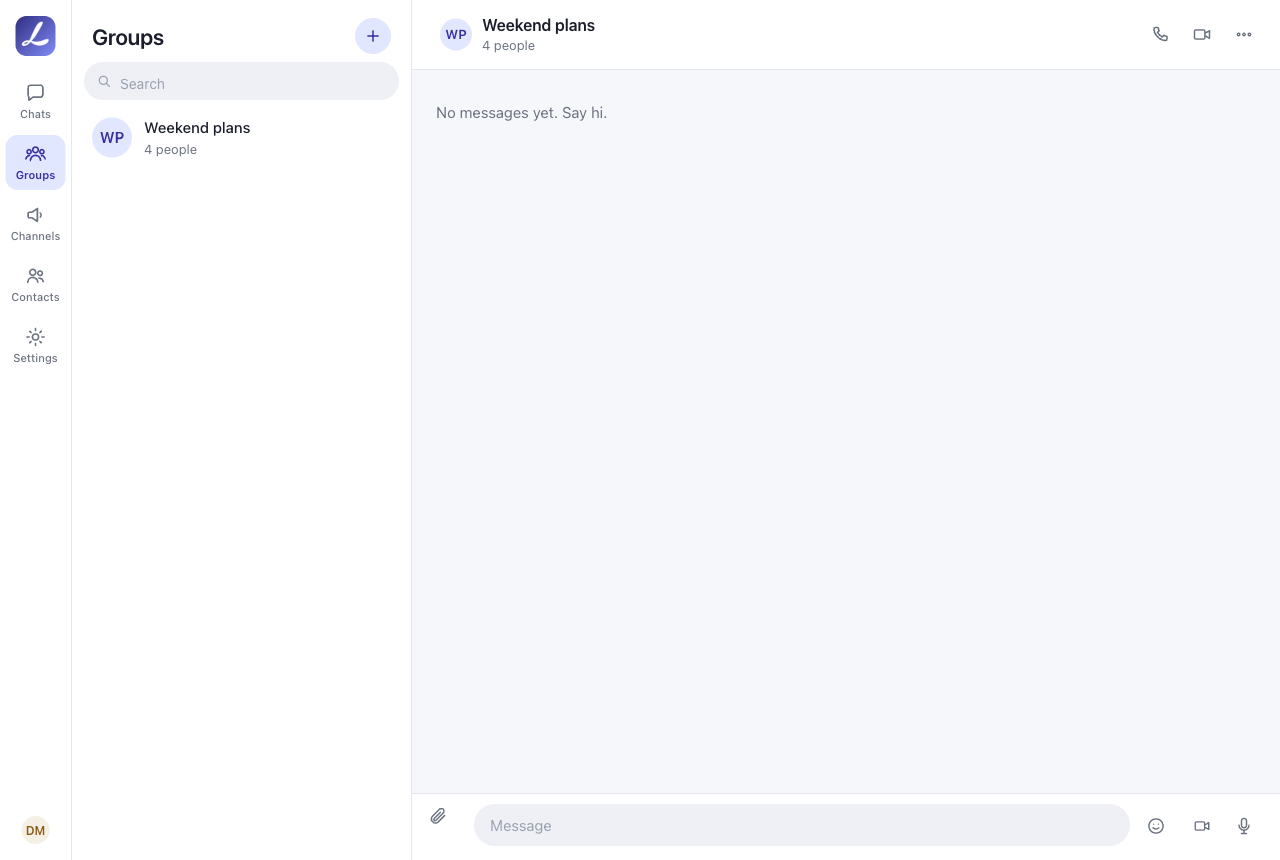 Chats
Groups
Channels
Contacts
Settings
DM
Groups
Search
WP
Weekend plans
4 people
WP
Weekend plans
4 people
No messages yet. Say hi.
Message